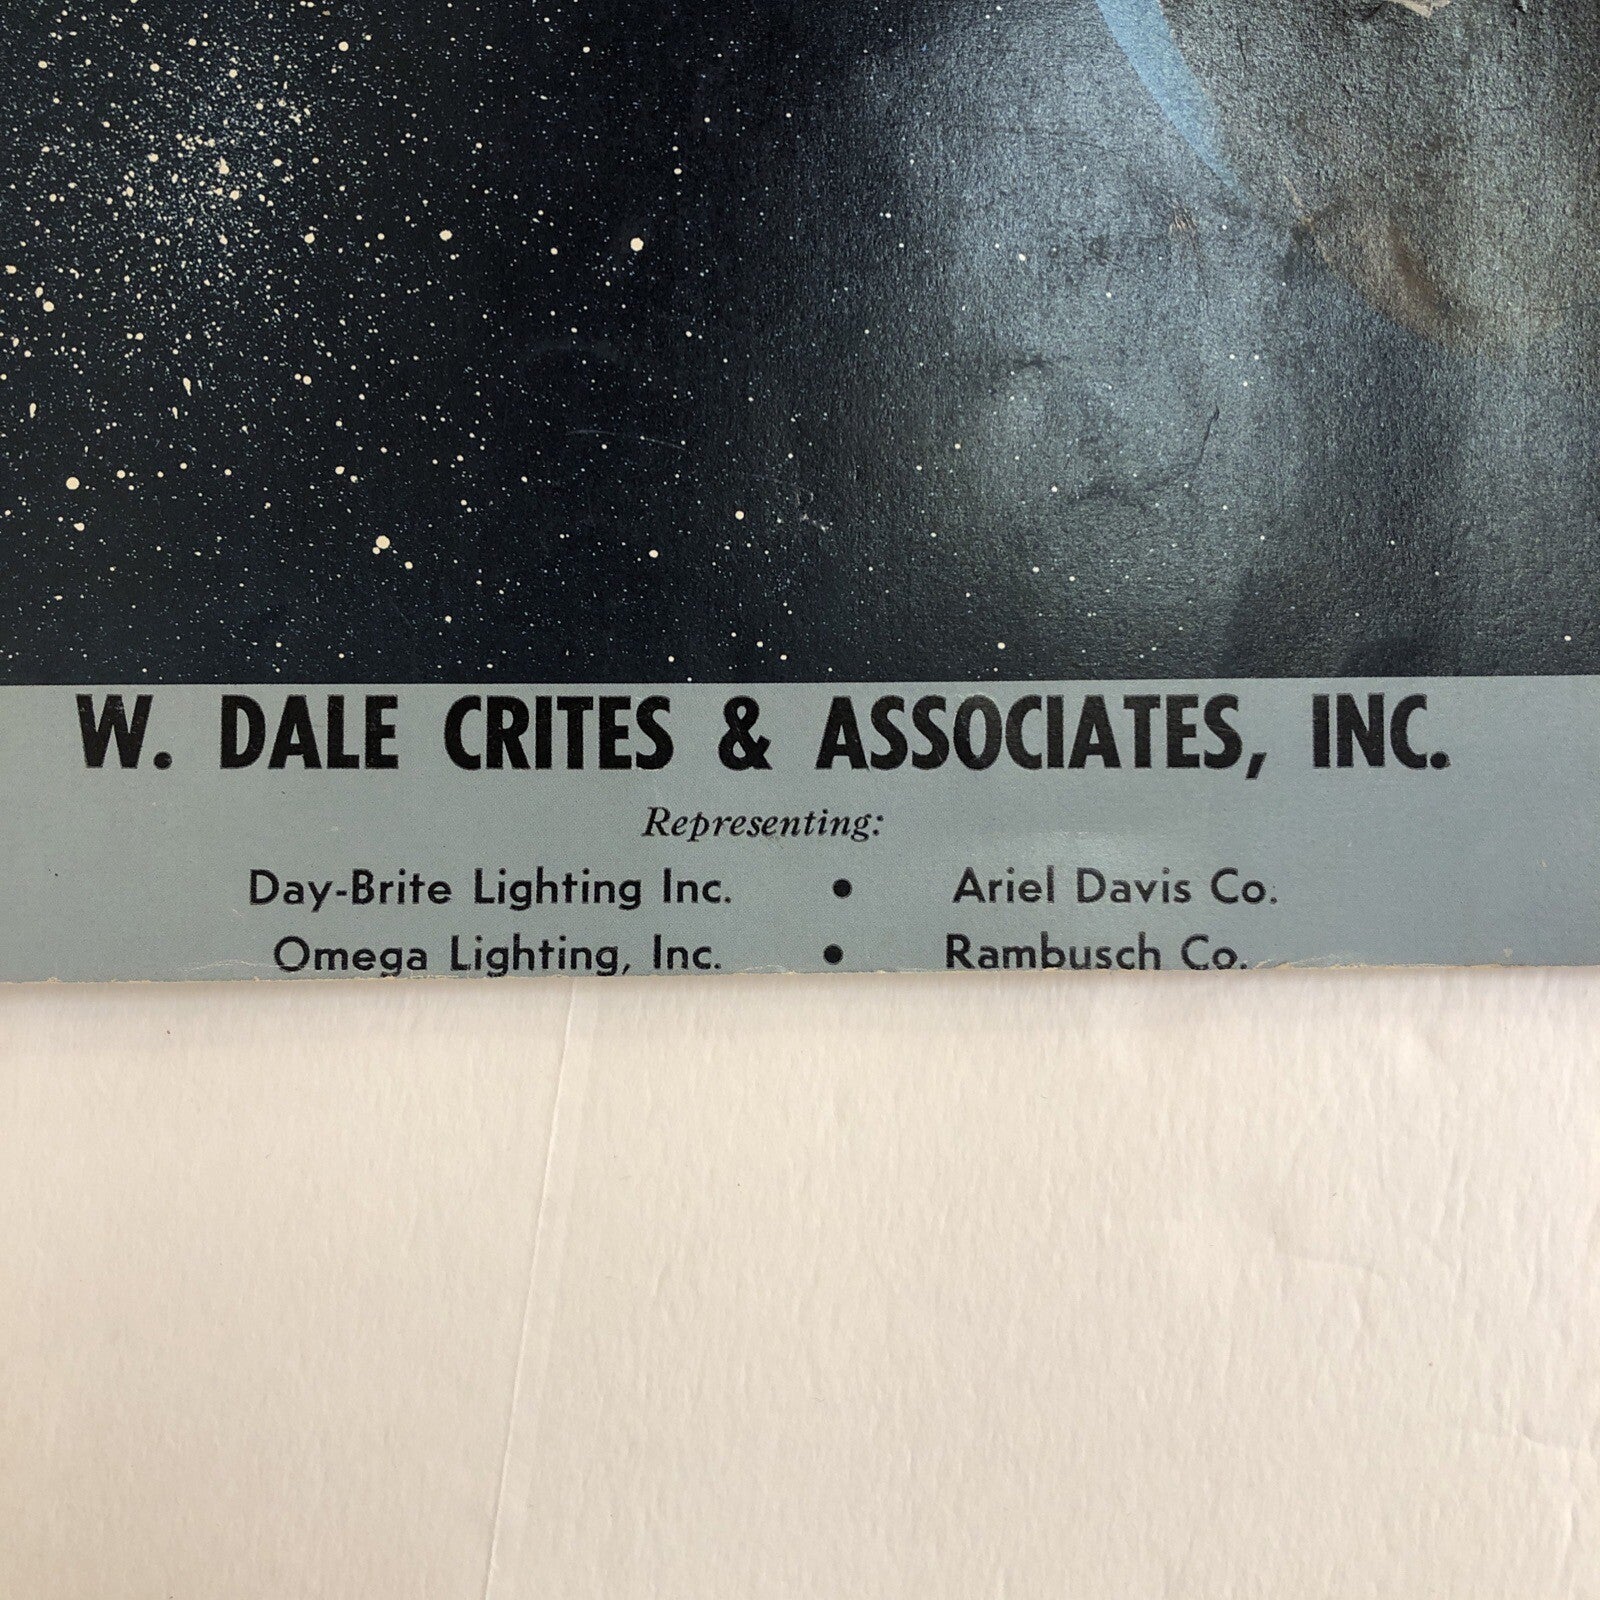 W. DALE CRITES & ASSOCIATES, INC.
Representing:
Day-Brite Lighting Inc. • Ariel Davis Co.
Omega Lighting, Inc. • Rambusch Co.